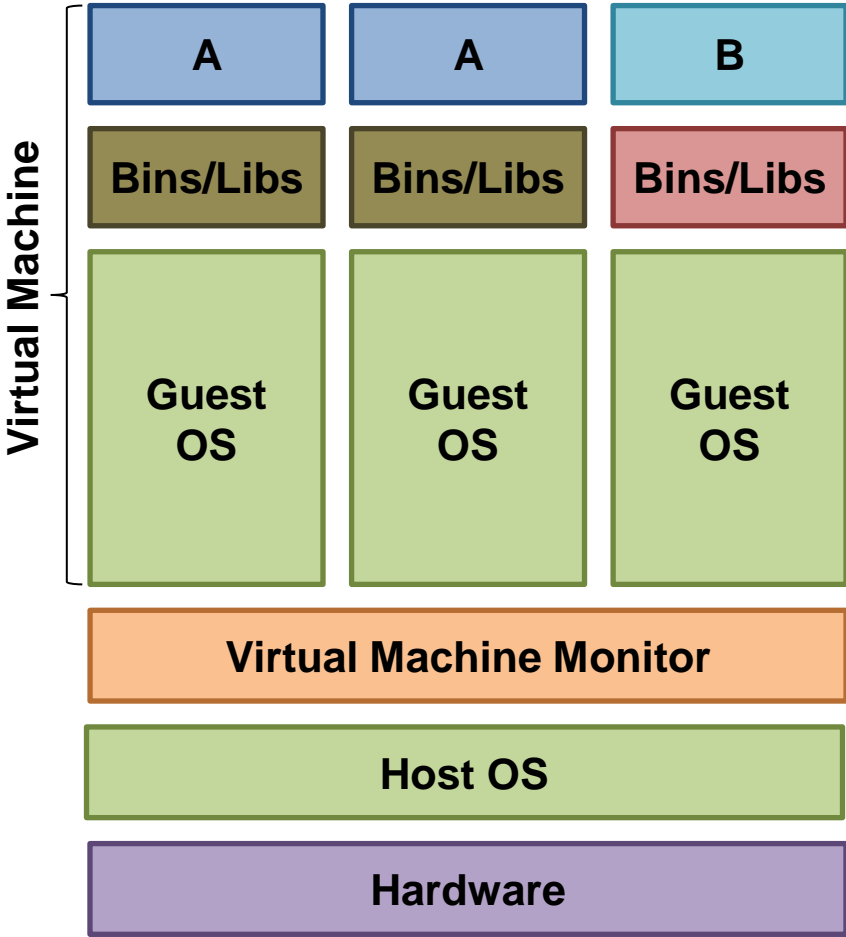 A
A
B
Bins/Libs
Bins/Libs
Bins/Libs
Virtual Machine
Guest
OS
Guest
OS
Guest
OS
Virtual Machine Monitor
Host OS
Hardware